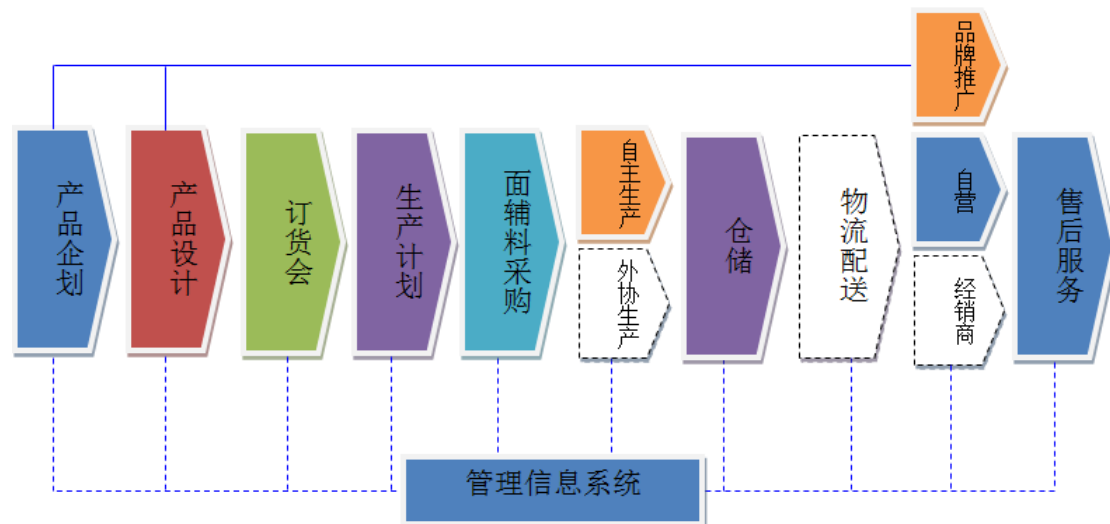 品牌推广
产品企划
产品设计
订货会
生产计划
面辅料采购
自主生产
外协生产
仓储
物流配送
自营
经销商
售后服务
管理信息系统